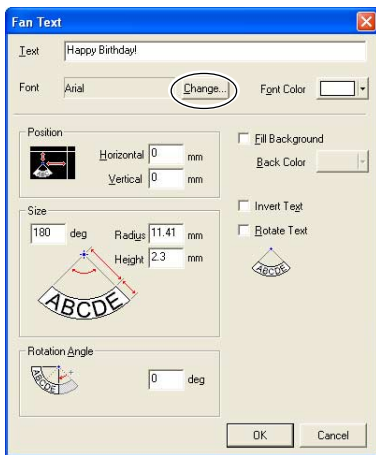 Fan Text
Text Happy Birthday!
Font Arial Change... Font Color
Position
Horizontal 0 mm
Vertical 0 mm
Fill Background
Back Color
Size
180 deg Radius 11.41 mm
Height 2.3 mm
ABCDE
Invert Text
Rotate Text
ABCDE
Rotation Angle
ABCDE
0 deg
OK Cancel